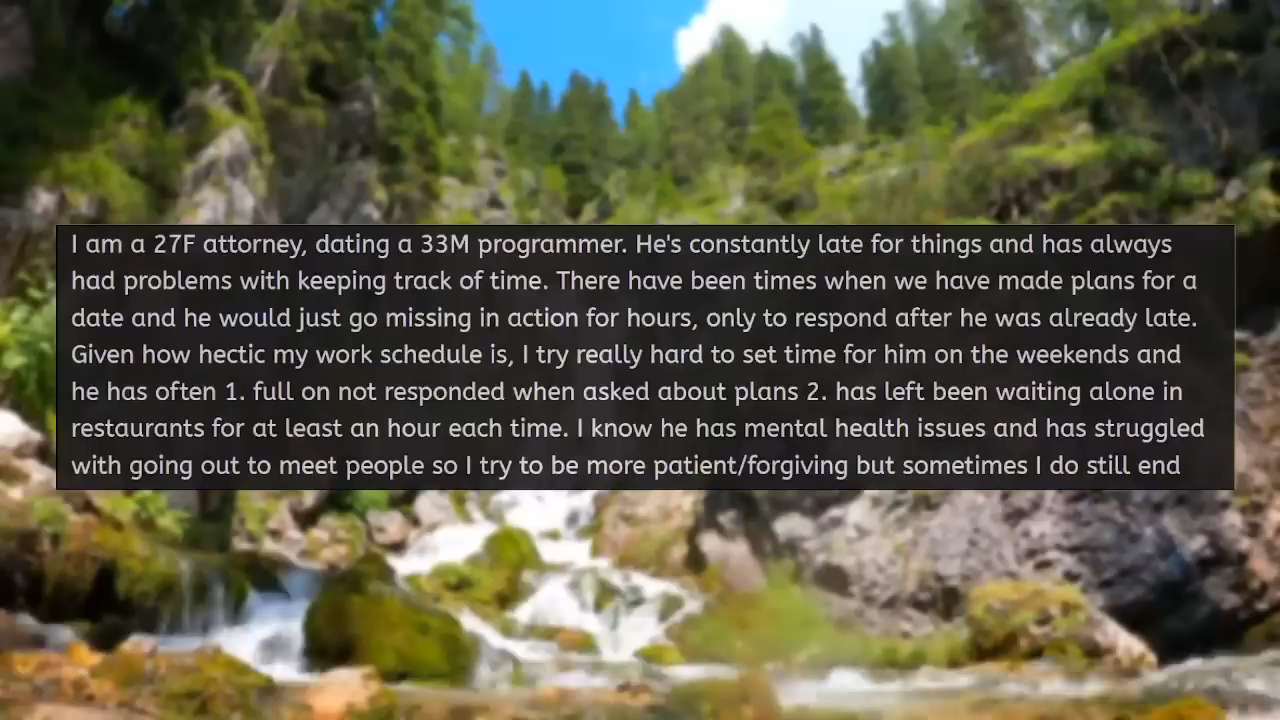 I am a 27F attorney, dating a 33M programmer. He's constantly late for things and has always
had problems with keeping track of time. There have been times when we have made plans for a
date and he would just go missing in action for hours, only to respond after he was already late.
Given how hectic my work schedule is, I try really hard to set time for him on the weekends and
he has often 1. full on not responded when asked about plans 2. has left been waiting alone in
restaurants for at least an hour each time. I know he has mental health issues and has struggled
with going out to meet people so I try to be more patient/forgiving but sometimes I do still end